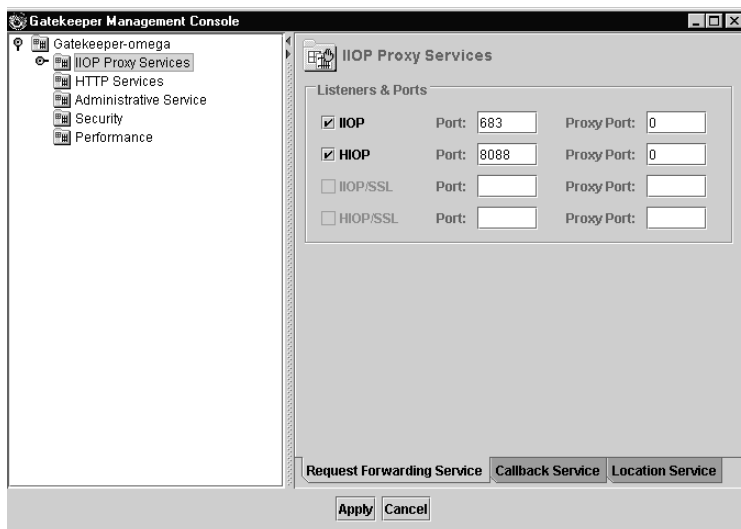 Gatekeeper Management Console
Gatekeeper-omega
IIOP Proxy Services
HTTP Services
Administrative Service
Security
Performance
IIOP Proxy Services
Listeners & Ports
IIOP Port: 683 Proxy Port: 0
HIOP Port: 8088 Proxy Port: 0
IIOP/SSL Port: Proxy Port:
HIOP/SSL Port: Proxy Port:
Request Forwarding Service Callback Service Location Service
Apply Cancel